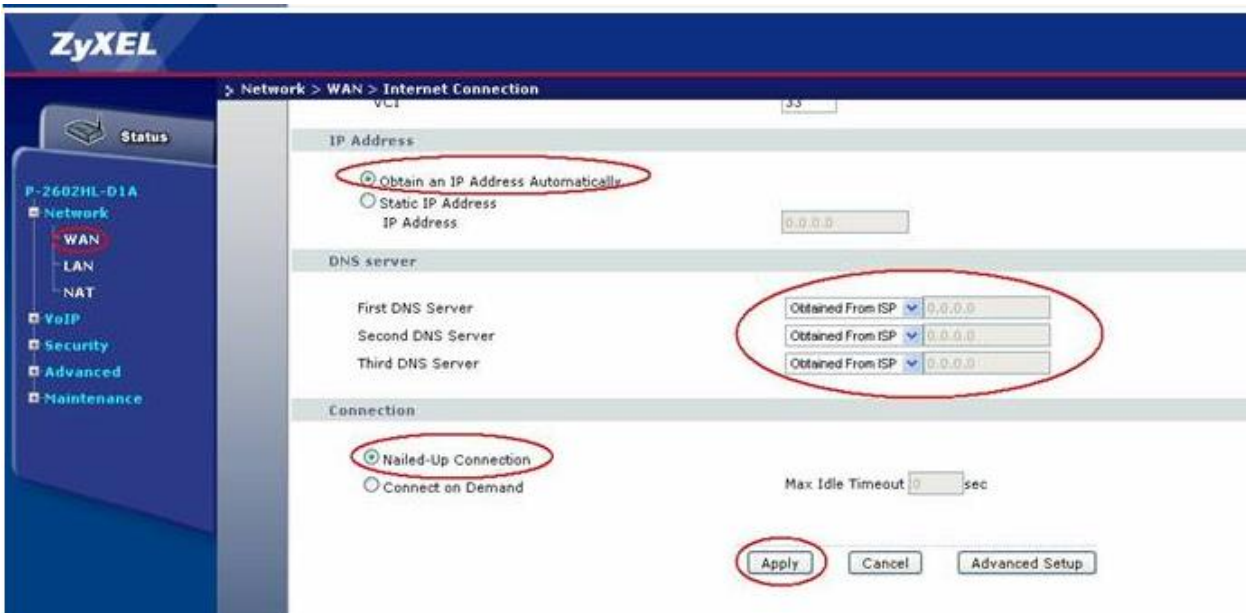 ZyXEL
Network > WAN > Internet Connection
Status
P-2602HL-D1A
Network
WAN
LAN
NAT
VoIP
Security
Advanced
Maintenance
VCI 33
IP Address
Obtain an IP Address Automatically
Static IP Address
IP Address 0.0.0.0
DNS server
First DNS Server Obtained From ISP 0.0.0.0
Second DNS Server Obtained From ISP 0.0.0.0
Third DNS Server Obtained From ISP 0.0.0.0
Connection
Nailed-Up Connection
Connect on Demand Max Idle Timeout 0 sec
Apply Cancel Advanced Setup